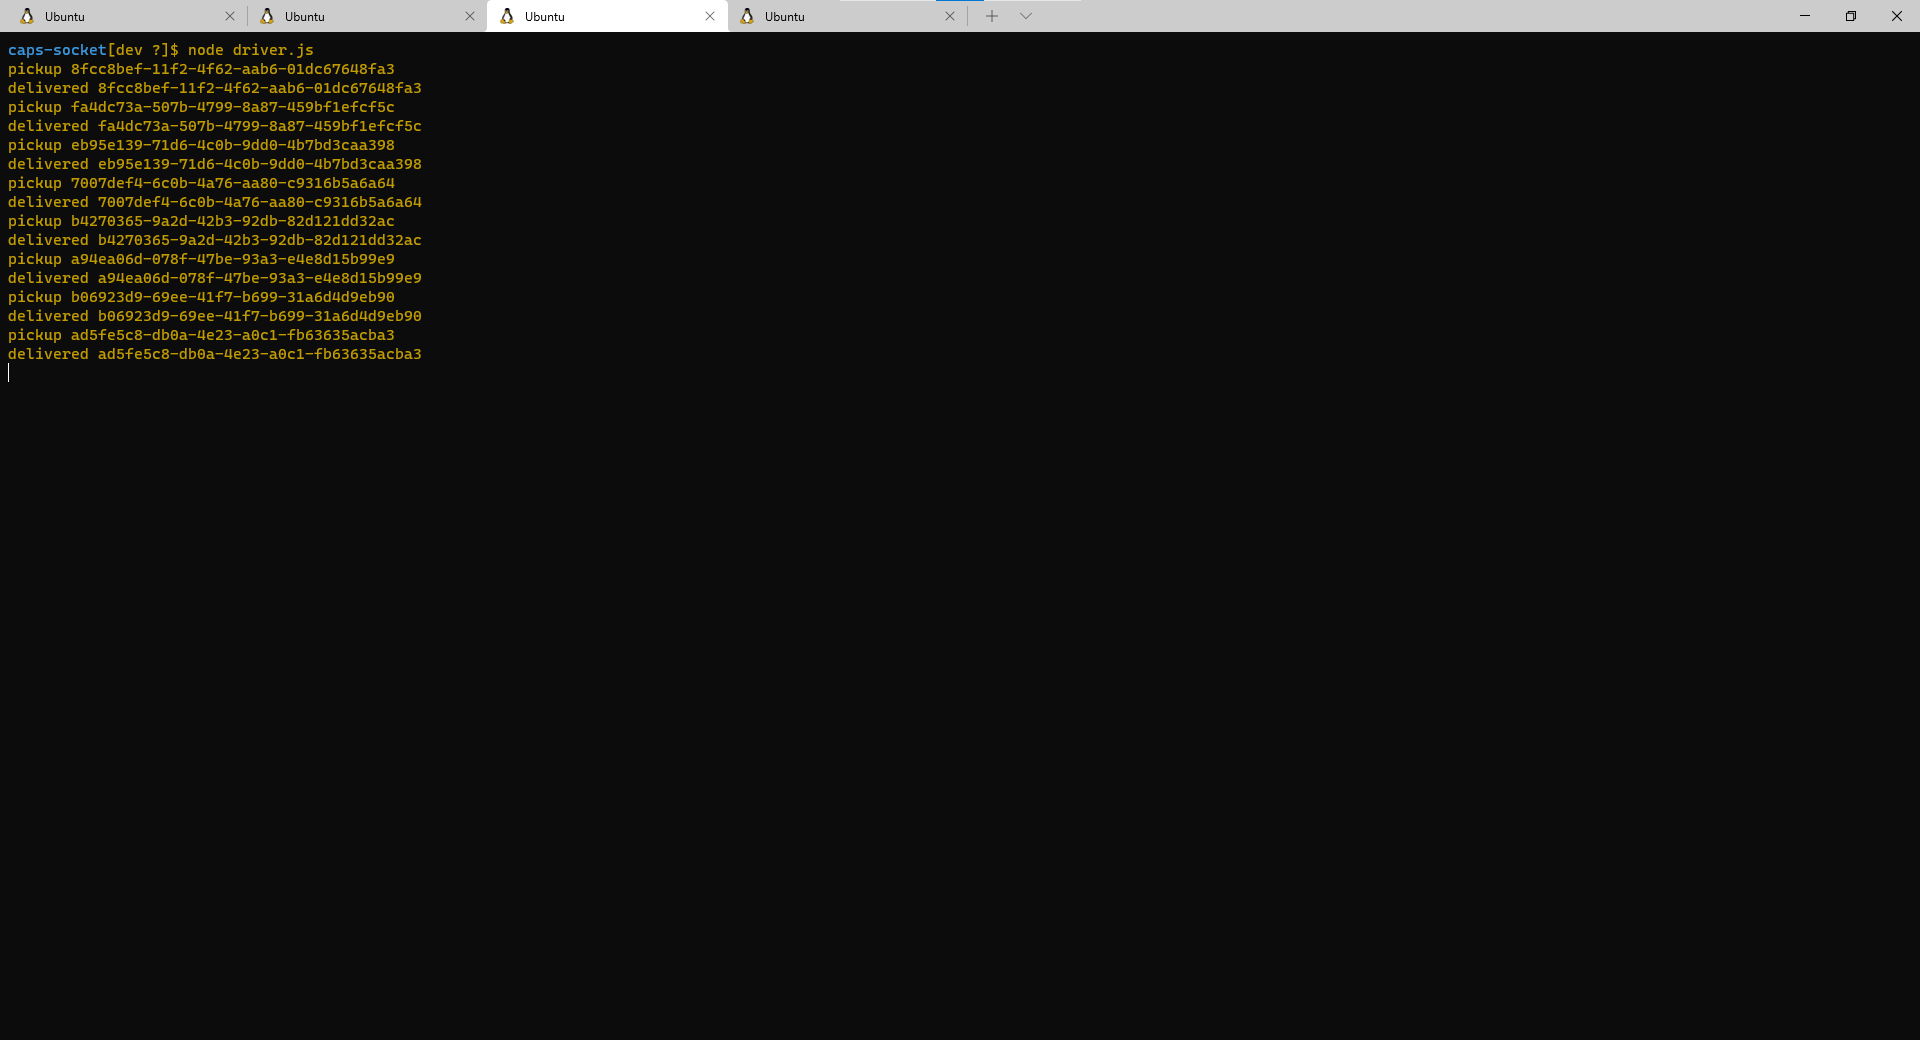 Ubuntu Ubuntu Ubuntu Ubuntu
caps-socket[dev ?]$ node driver.js
pickup 8fcc8bef-11f2-4f62-aab6-01dc67648fa3
delivered 8fcc8bef-11f2-4f62-aab6-01dc67648fa3
pickup fa4dc73a-507b-4799-8a87-459bf1efcf5c
delivered fa4dc73a-507b-4799-8a87-459bf1efcf5c
pickup eb95e139-71d6-4c0b-9dd0-4b7bd3caa398
delivered eb95e139-71d6-4c0b-9dd0-4b7bd3caa398
pickup 7007def4-6c0b-4a76-aa80-c9316b5a6a64
delivered 7007def4-6c0b-4a76-aa80-c9316b5a6a64
pickup b4270365-9a2d-42b3-92db-82d121dd32ac
delivered b4270365-9a2d-42b3-92db-82d121dd32ac
pickup a94ea06d-078f-47be-93a3-e4e8d15b99e9
delivered a94ea06d-078f-47be-93a3-e4e8d15b99e9
pickup b06923d9-69ee-41f7-b699-31a6d4d9eb90
delivered b06923d9-69ee-41f7-b699-31a6d4d9eb90
pickup ad5fe5c8-db0a-4e23-a0c1-fb63635acba3
delivered ad5fe5c8-db0a-4e23-a0c1-fb63635acba3